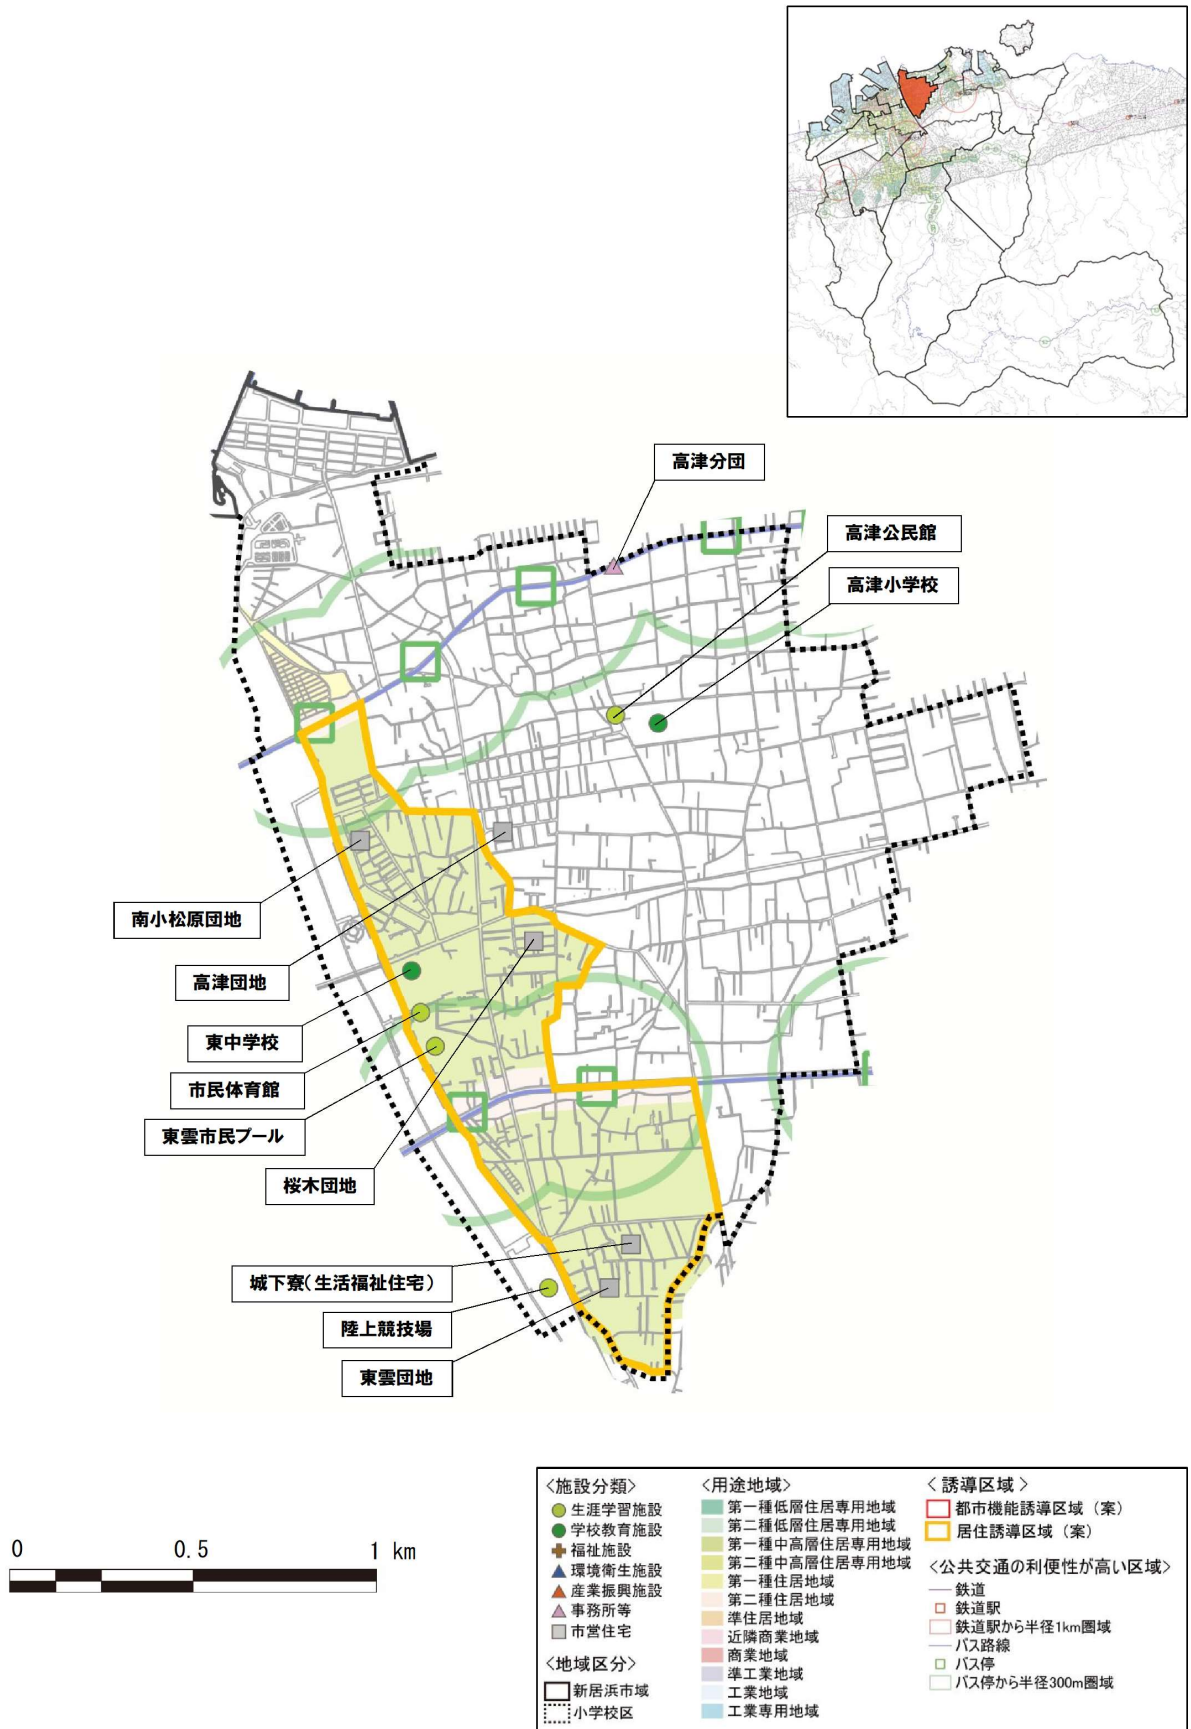 高津分団
高津公民館
高津小学校
南小松原団地
高津団地
東中学校
市民体育館
東雲市民プール
桜木団地
城下寮(生活福祉住宅)
陸上競技場
東雲団地
0 0.5 1 km
<施設分類>
生涯学習施設
学校教育施設
福祉施設
環境衛生施設
産業振興施設
事務所等
市営住宅
<地域区分>
新居浜市域
小学校区
<用途地域>
第一種低層住居専用地域
第二種低層住居専用地域
第一種中高層住居専用地域
第二種中高層住居専用地域
第一種住居地域
第二種住居地域
準住居地域
近隣商業地域
商業地域
準工業地域
工業地域
工業専用地域
<誘導区域>
都市機能誘導区域(案)
居住誘導区域(案)
<公共交通の利便性が高い区域>
鉄道
鉄道駅
鉄道駅から半径1km圏域
バス路線
バス停
バス停から半径300m圏域